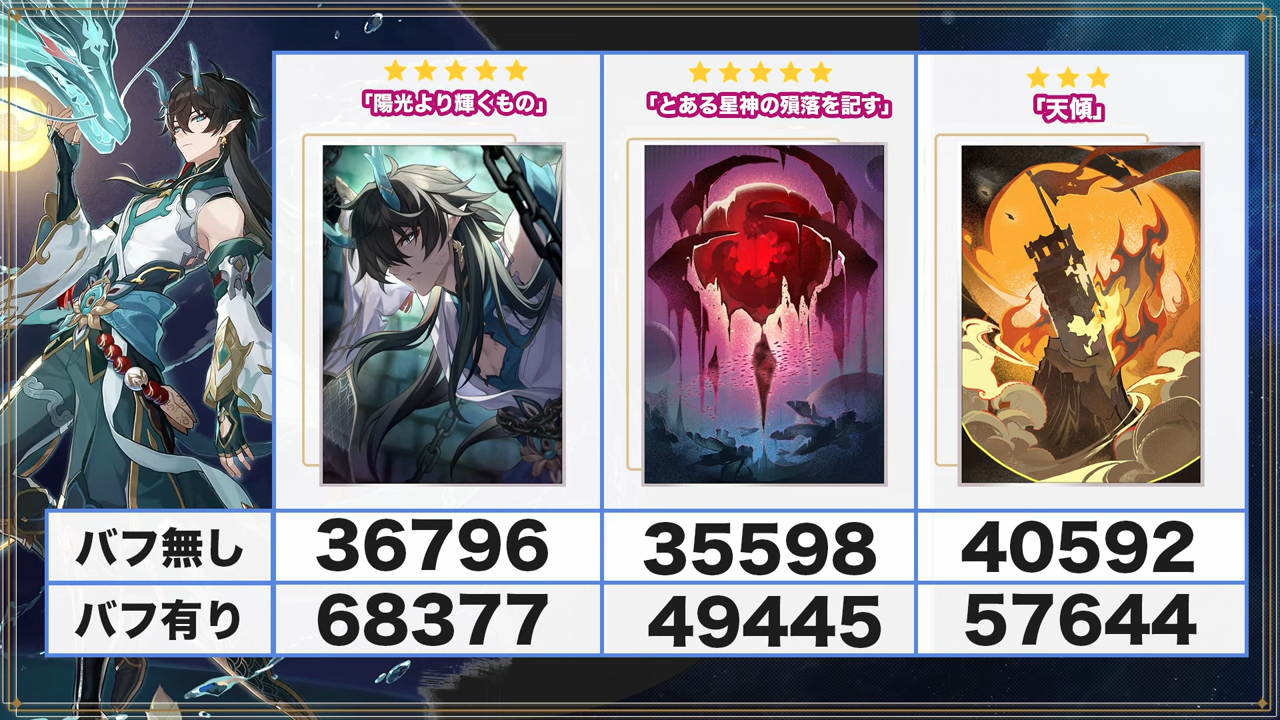 ★★★★★
「陽光より輝くもの」
★★★★★
「とある星神の殞落を記す」
★★★
「天傾」
バフ無し 36796 35598 40592
バフ有り 68377 49445 57644